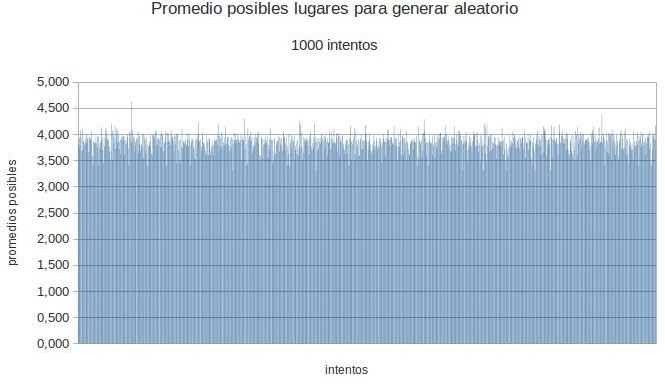 Promedio posibles lugares para generar aleatorio
1000 intentos
5,000
4,500
4,000
3,500
3,000
2,500
2,000
1,500
1,000
0,500
0,000
promedios posibles
intentos